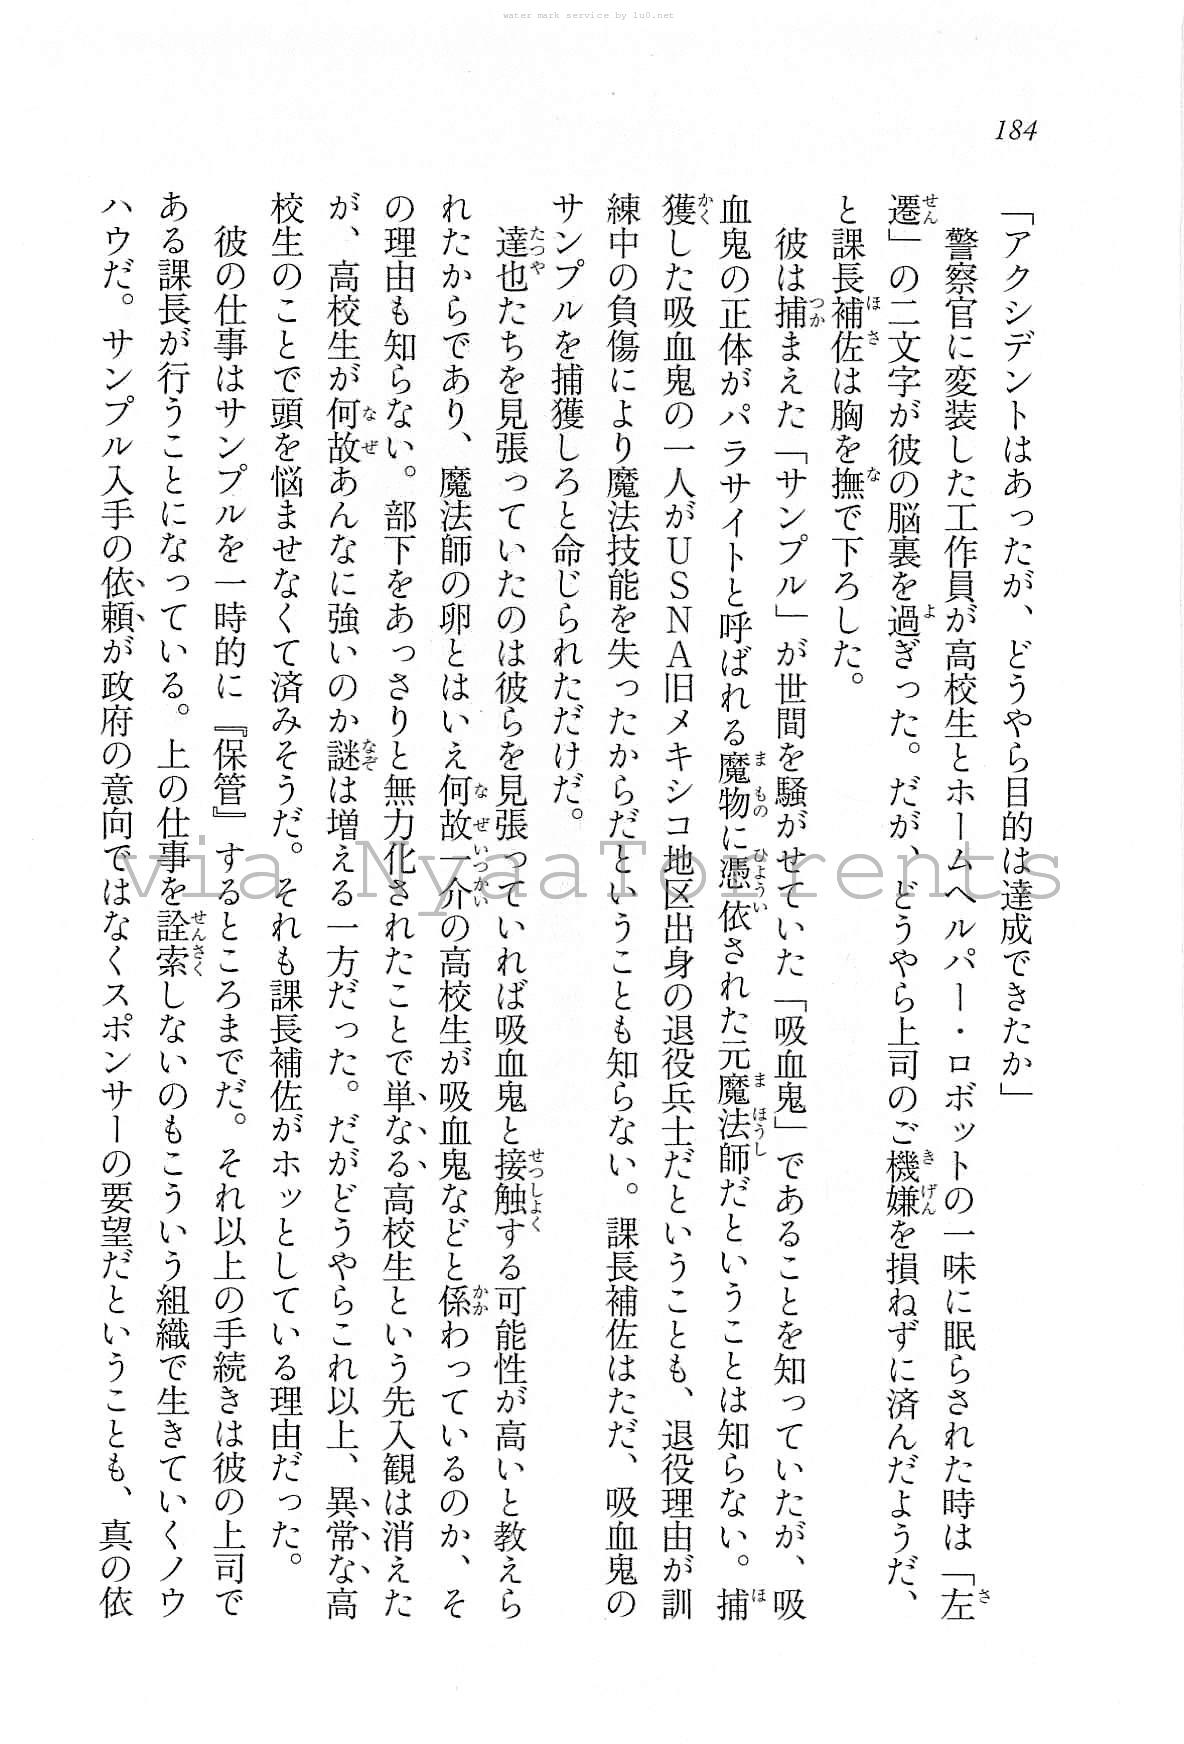 water mark service by lu0.net
184
「アクシデントはあったが、どうやら目的は達成できたか」
　警察官に変装した工作員が高校生とホームヘルパー・ロボットの一味に眠らされた時は「左
遷」の二文字が彼の脳裏を過ぎった。だが、どうやら上司のご機嫌を損ねずに済んだようだ、
と課長補佐は胸を撫で下ろした。
　彼は捕まえた「サンプル」が世間を騒がせていた「吸血鬼」であることを知っていたが、吸
血鬼の正体がパラサイトと呼ばれる魔物に憑依された元魔法師だということは知らない。捕
獲した吸血鬼の一人がＵＳＮＡ旧メキシコ地区出身の退役兵士だということも、退役理由が訓
練中の負傷により魔法技能を失ったからだということも知らない。課長補佐はただ、吸血鬼の
サンプルを捕獲しろと命じられただけだ。
　達也たちを見張っていたのは彼らを見張っていれば吸血鬼と接触する可能性が高いと教えら
れたからであり、魔法師の卵とはいえ何故一介の高校生が吸血鬼などと係わっているのか、そ
の理由も知らない。部下をあっさりと無力化されたことで単なる高校生という先入観は消えた
が、高校生が何故あんなに強いのか謎は増える一方だった。だがどうやらこれ以上、異常な高
校生のことで頭を悩ませなくて済みそうだ。それも課長補佐がホッとしている理由だった。
　彼の仕事はサンプルを一時的に『保管』するところまでだ。それ以上の手続きは彼の上司で
ある課長が行うことになっている。上の仕事を詮索しないのもこういう組織で生きていくノウ
ハウだ。サンプル入手の依頼が政府の意向ではなくスポンサーの要望だということも、真の依
via NyaaTorrents